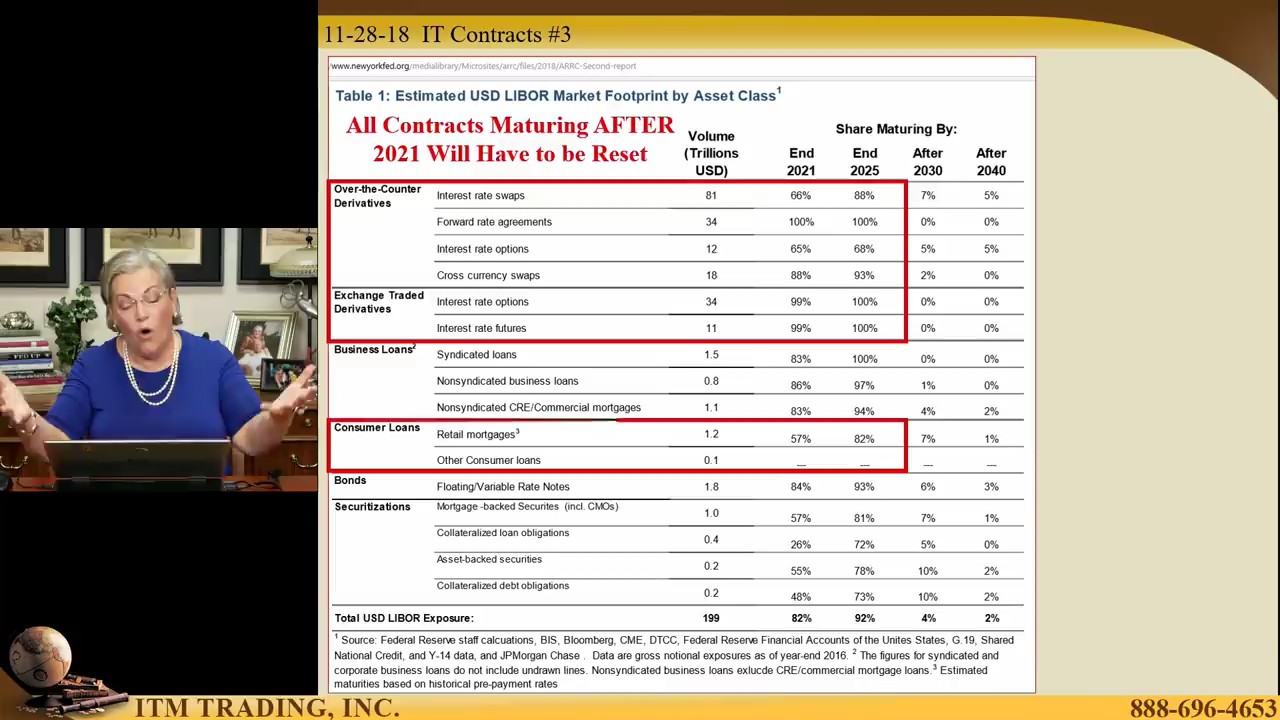 11-28-18 IT Contracts #3
www.newyorkfed.org/medialibrary/Microsites/arrc/files/2018/ARRC-Second-report
Table 1: Estimated USD LIBOR Market Footprint by Asset Class1
All Contracts Maturing AFTER
2021 Will Have to be Reset
Volume (Trillions USD) Share Maturing By:
End 2021 End 2025 After 2030 After 2040
Over-the-Counter Derivatives
Interest rate swaps 81 66% 88% 7% 5%
Forward rate agreements 34 100% 100% 0% 0%
Interest rate options 12 65% 68% 5% 5%
Cross currency swaps 18 88% 93% 2% 0%
Exchange Traded Derivatives
Interest rate options 34 99% 100% 0% 0%
Interest rate futures 11 99% 100% 0% 0%
Business Loans2
Syndicated loans 1.5 83% 100% 0% 0%
Nonsyndicated business loans 0.8 86% 97% 1% 0%
Nonsyndicated CRE/Commercial mortgages 1.1 83% 94% 4% 2%
Consumer Loans
Retail mortgages3 1.2 57% 82% 7% 1%
Other Consumer loans 0.1 --- --- --- ---
Bonds
Floating/Variable Rate Notes 1.8 84% 93% 6% 3%
Securitizations
Mortgage -backed Securites (incl. CMOs) 1.0 57% 81% 7% 1%
Collateralized loan obligations 0.4 26% 72% 5% 0%
Asset-backed securities 0.2 55% 78% 10% 2%
Collateralized debt obligations 0.2 48% 73% 10% 2%
Total USD LIBOR Exposure: 199 82% 92% 4% 2%
1 Source: Federal Reserve staff calcuations, BIS, Bloomberg, CME, DTCC, Federal Reserve Financial Accounts of the Unites States, G.19, Shared
National Credit, and Y-14 data, and JPMorgan Chase . Data are gross notional exposures as of year-end 2016. 2 The figures for syndicated and
corporate business loans do not include undrawn lines. Nonsyndicated business loans exlucde CRE/commercial mortgage loans.3 Estimated
maturities based on historical pre-payment rates
FED UP
ITM TRADING, INC.
888-696-4653